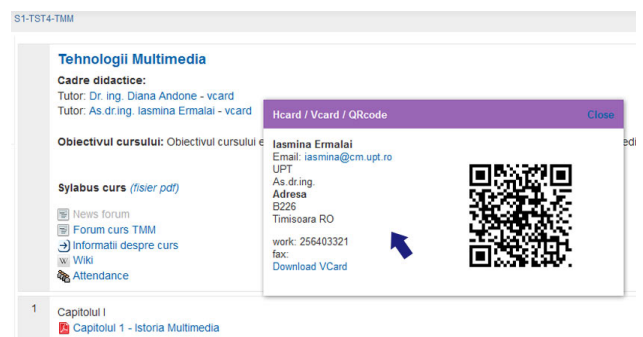 S1-TST4-TMM
Tehnologii Multimedia
Cadre didactice:
Tutor: Dr. ing. Diana Andone - vcard
Tutor: As.dr.ing. Iasmina Ermalai - vcard
Obiectivul cursului: Obiectivul cursului e
edi
Sylabus curs (fisier pdf)
News forum
Forum curs TMM
Informatii despre curs
Wiki
Attendance
Hcard / Vcard / QRcode Close
Iasmina Ermalai
Email: iasmina@cm.upt.ro
UPT
As.dr.ing.
Adresa
B226
Timisoara RO
work: 256403321
fax:
Download VCard
1 Capitolul I
Capitolul 1 - Istoria Multimedia